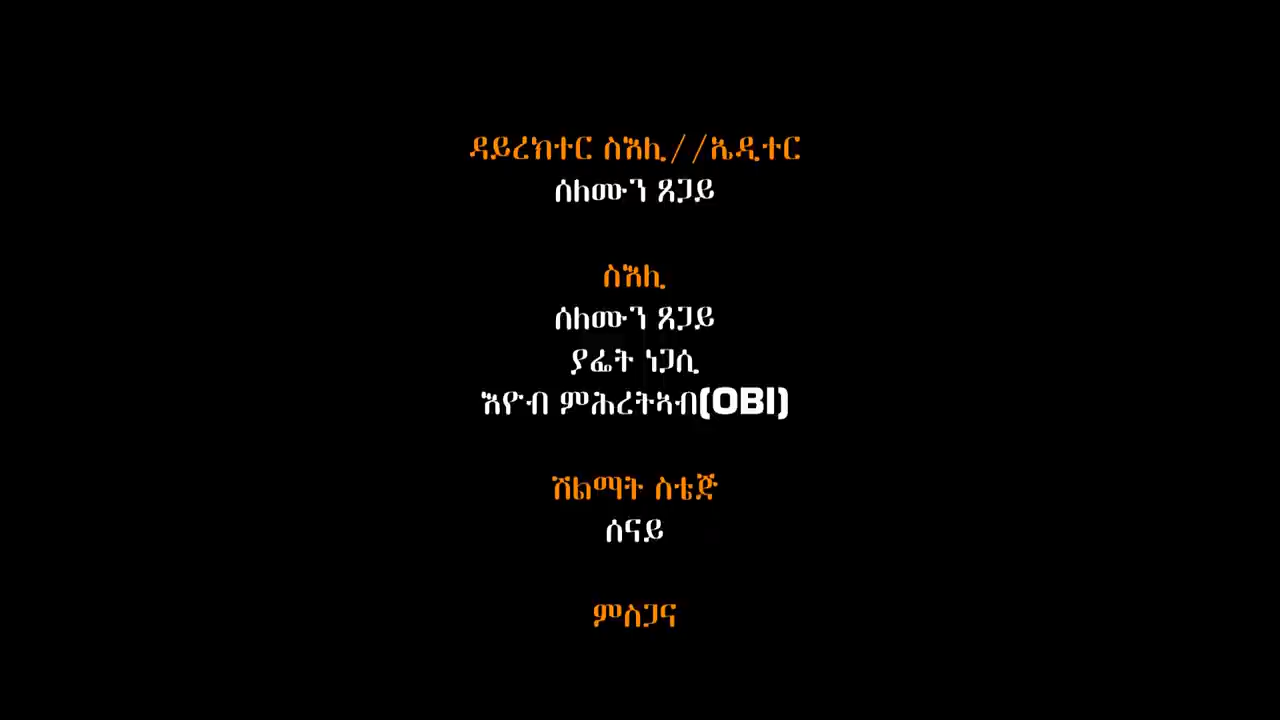 ዳይረክተር ስእሊ//ኤዲተር
ሰለሙን ጸጋይ
ስእሊ
ሰለሙን ጸጋይ
ያፌት ነጋሲ
እዮብ ምሕረትኣብ(OBI)
ሽልማት ስቴጅ
ሰናይ
ምስጋና